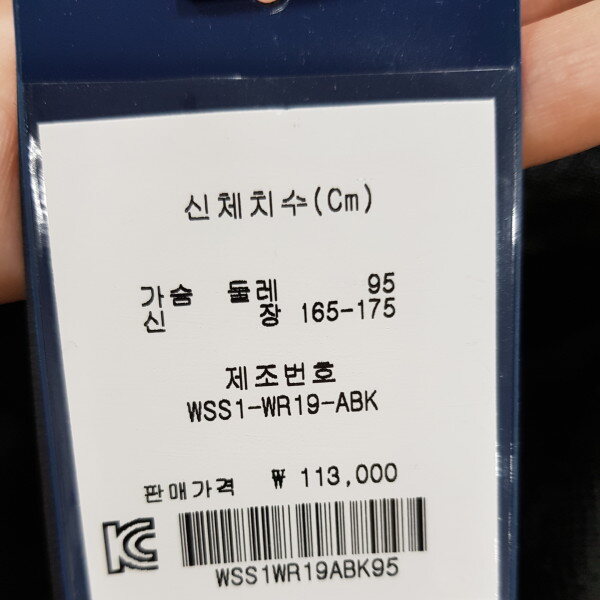 신체치수(Cm)
가슴 둘레 95
신 장 165-175
제조번호
WSS1-WR19-ABK
판매가격 ₩ 113,000
KC
WSS1WR19ABK95